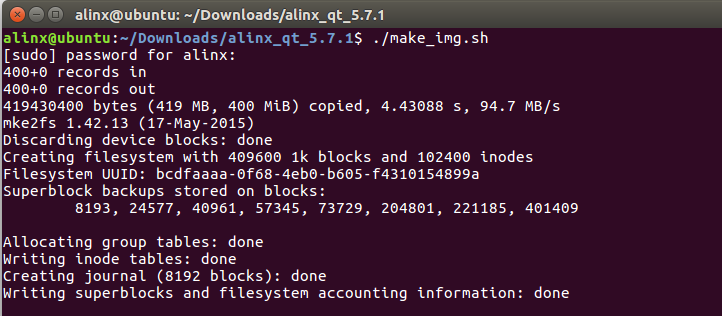 alinx@ubuntu: ~/Downloads/alinx_qt_5.7.1
alinx@ubuntu:~/Downloads/alinx_qt_5.7.1$ ./make_img.sh
[sudo] password for alinx:
400+0 records in
400+0 records out
419430400 bytes (419 MB, 400 MiB) copied, 4.43088 s, 94.7 MB/s
mke2fs 1.42.13 (17-May-2015)
Discarding device blocks: done
Creating filesystem with 409600 1k blocks and 102400 inodes
Filesystem UUID: bcdfaaaa-0f68-4eb0-b605-f4310154899a
Superblock backups stored on blocks:
8193, 24577, 40961, 57345, 73729, 204801, 221185, 401409
Allocating group tables: done
Writing inode tables: done
Creating journal (8192 blocks): done
Writing superblocks and filesystem accounting information: done